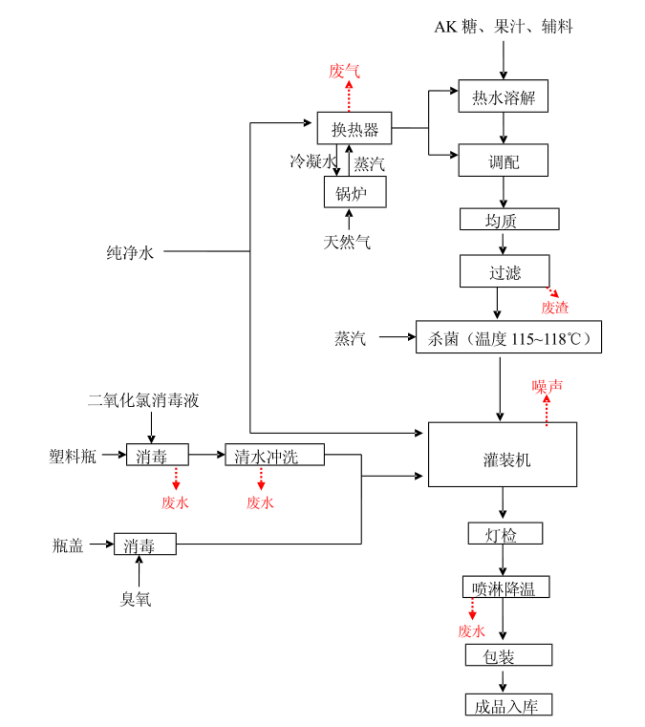 AK 糖、果汁、辅料
废气
热水溶解
换热器
冷凝水
蒸汽
调配
锅炉
均质
天然气
纯净水
过滤
废渣
蒸汽
杀菌（温度 115~118℃）
噪声
二氧化氯消毒液
塑料瓶
消毒
清水冲洗
灌装机
废水
废水
灯检
瓶盖
消毒
臭氧
喷淋降温
废水
包装
成品入库